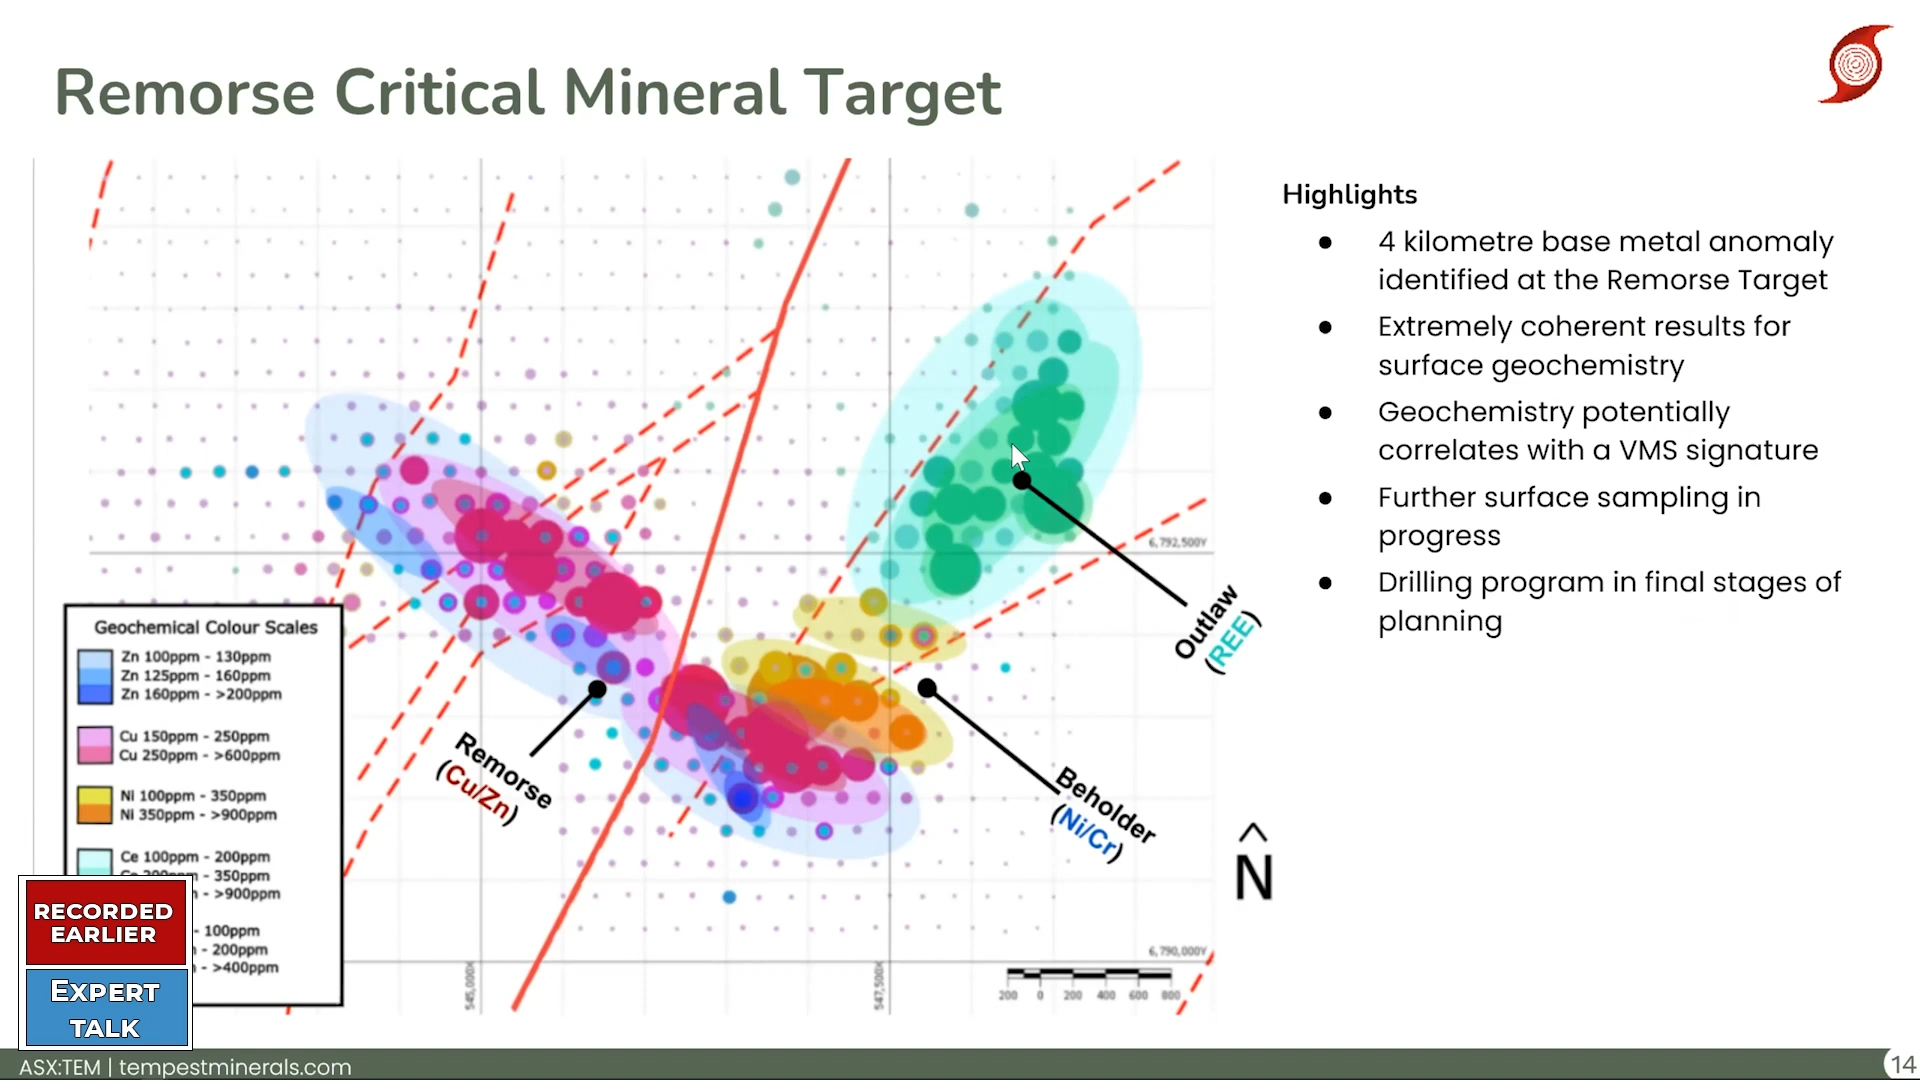 Remorse Critical Mineral Target
Highlights
● 4 kilometre base metal anomaly
identified at the Remorse Target
● Extremely coherent results for
surface geochemistry
● Geochemistry potentially
correlates with a VMS signature
● Further surface sampling in
progress
● Drilling program in final stages of
planning
6,792,500Y
Outlaw
(REE)
Remorse
(Cu/Zn)
Beholder
(Ni/Cr)
N
6,790,000Y
545,000X
547,500X
200 0 200 400 600 800
Geochemical Colour Scales
Zn 100ppm - 130ppm
Zn 125ppm - 160ppm
Zn 160ppm - >200ppm
Cu 150ppm - 250ppm
Cu 250ppm - >600ppm
Ni 100ppm - 350ppm
Ni 350ppm - >900ppm
Ce 100ppm - 200ppm
- 350ppm
- >900ppm
- 100ppm
- 200ppm
- >400ppm
RECORDED
EARLIER
EXPERT
TALK
ASX:TEM | tempestminerals.com
14